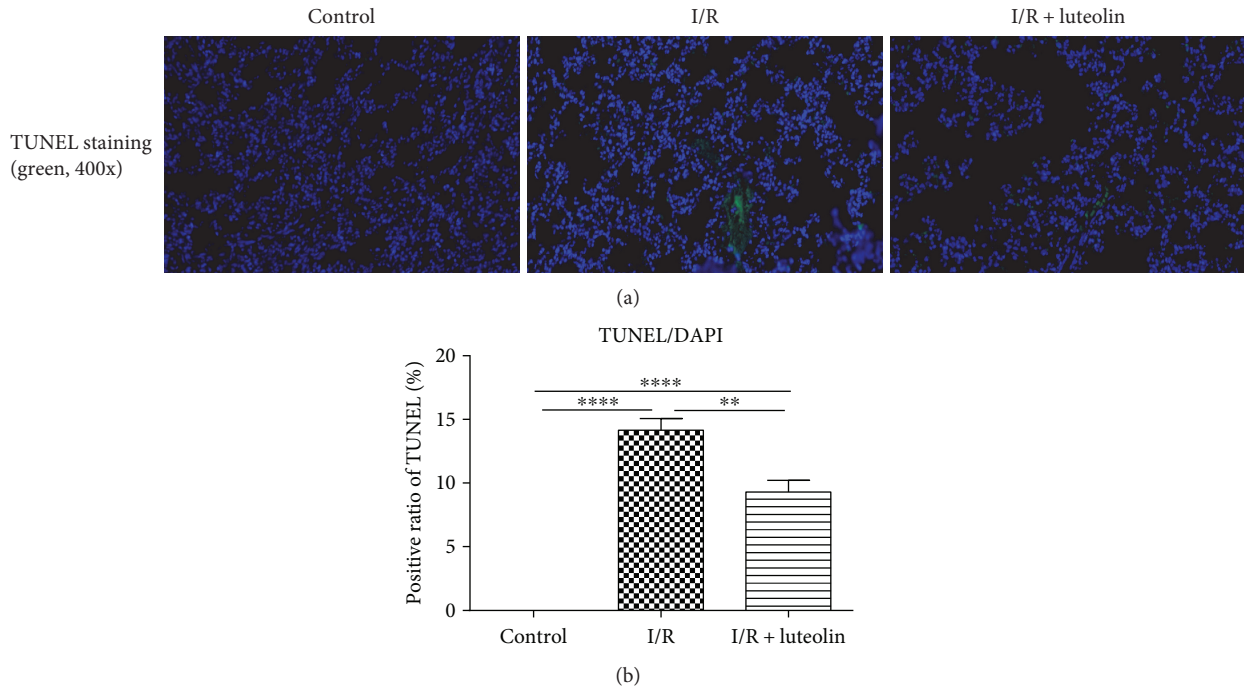 Control
I/R
I/R + luteolin
TUNEL staining
(green, 400x)
(a)
TUNEL/DAPI
Positive ratio of TUNEL (%)
20
15
10
5
0
****
****
**
Control
I/R
I/R + luteolin
(b)